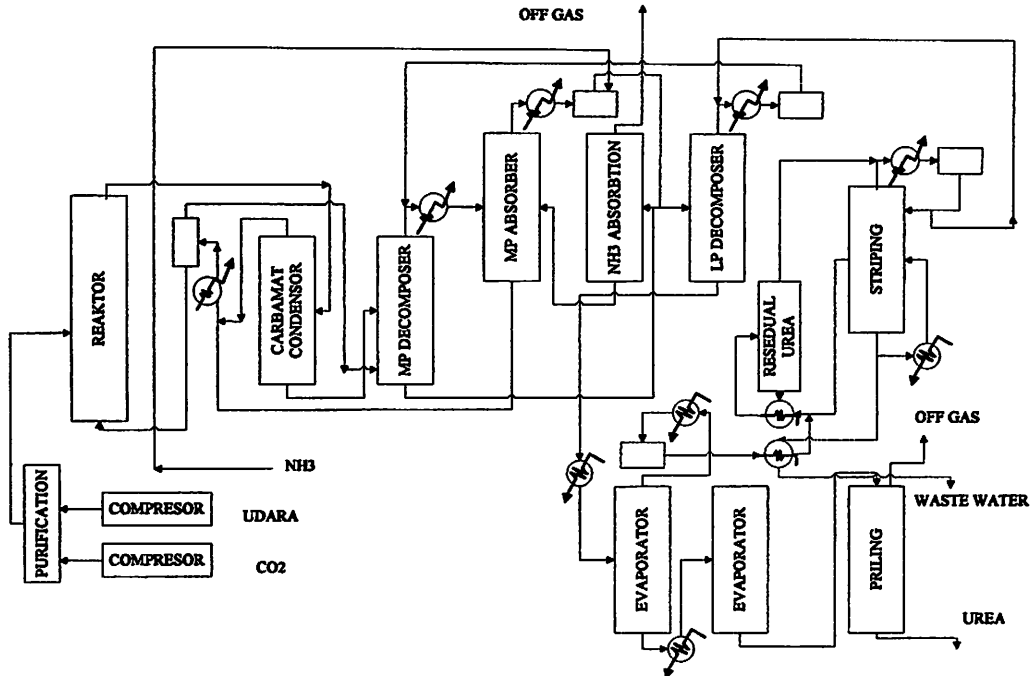 OFF GAS
REAKTOR
CARBAMAT
CONDENSOR
MP DECOMPOSER
MP ABSORBER
NH3 ABSORBTION
LP DECOMPOSER
RESEDUAL
UREA
STRIPING
NH3
PURIFICATION
COMPRESOR
UDARA
COMPRESOR
CO2
EVAPORATOR
EVAPORATOR
PRILING
OFF GAS
WASTE WATER
UREA